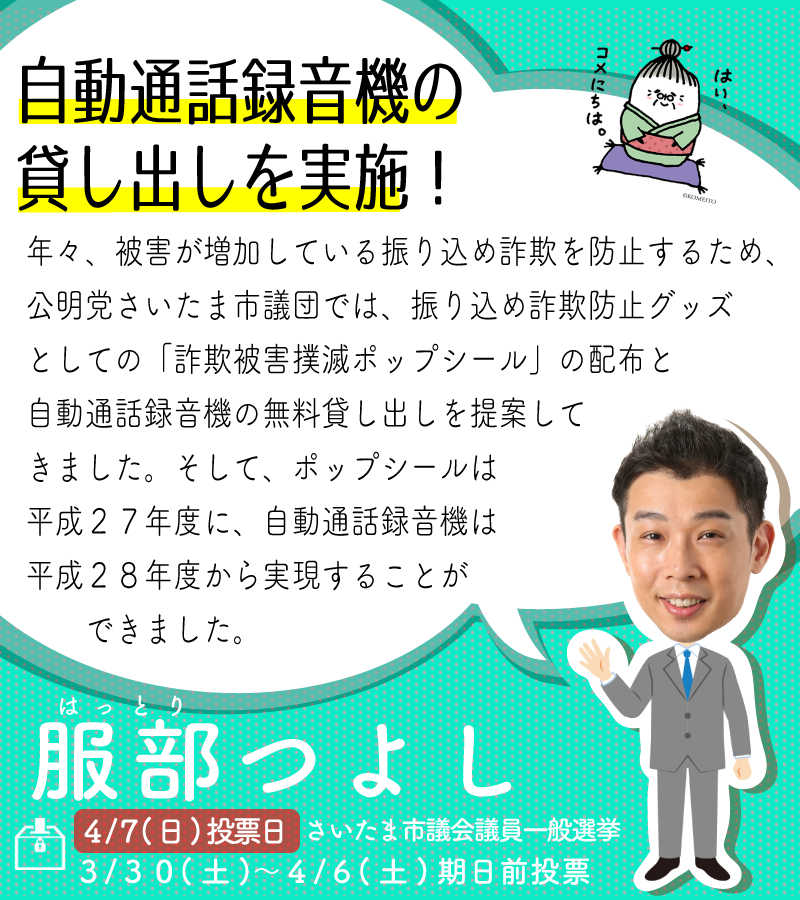 自動通話録音機の
貸し出しを実施！
はい、
コメにちは。
©KOMEITO
年々、被害が増加している振り込め詐欺を防止するため、
公明党さいたま市議団では、振り込め詐欺防止グッズ
としての「詐欺被害撲滅ポップシール」の配布と
自動通話録音機の無料貸し出しを提案して
きました。そして、ポップシールは
平成２７年度に、自動通話録音機は
平成２８年度から実現することが
できました。
はっとり
服部つよし
4/7(日)投票日 さいたま市議会議員一般選挙
3/30(土)〜4/6(土)期日前投票